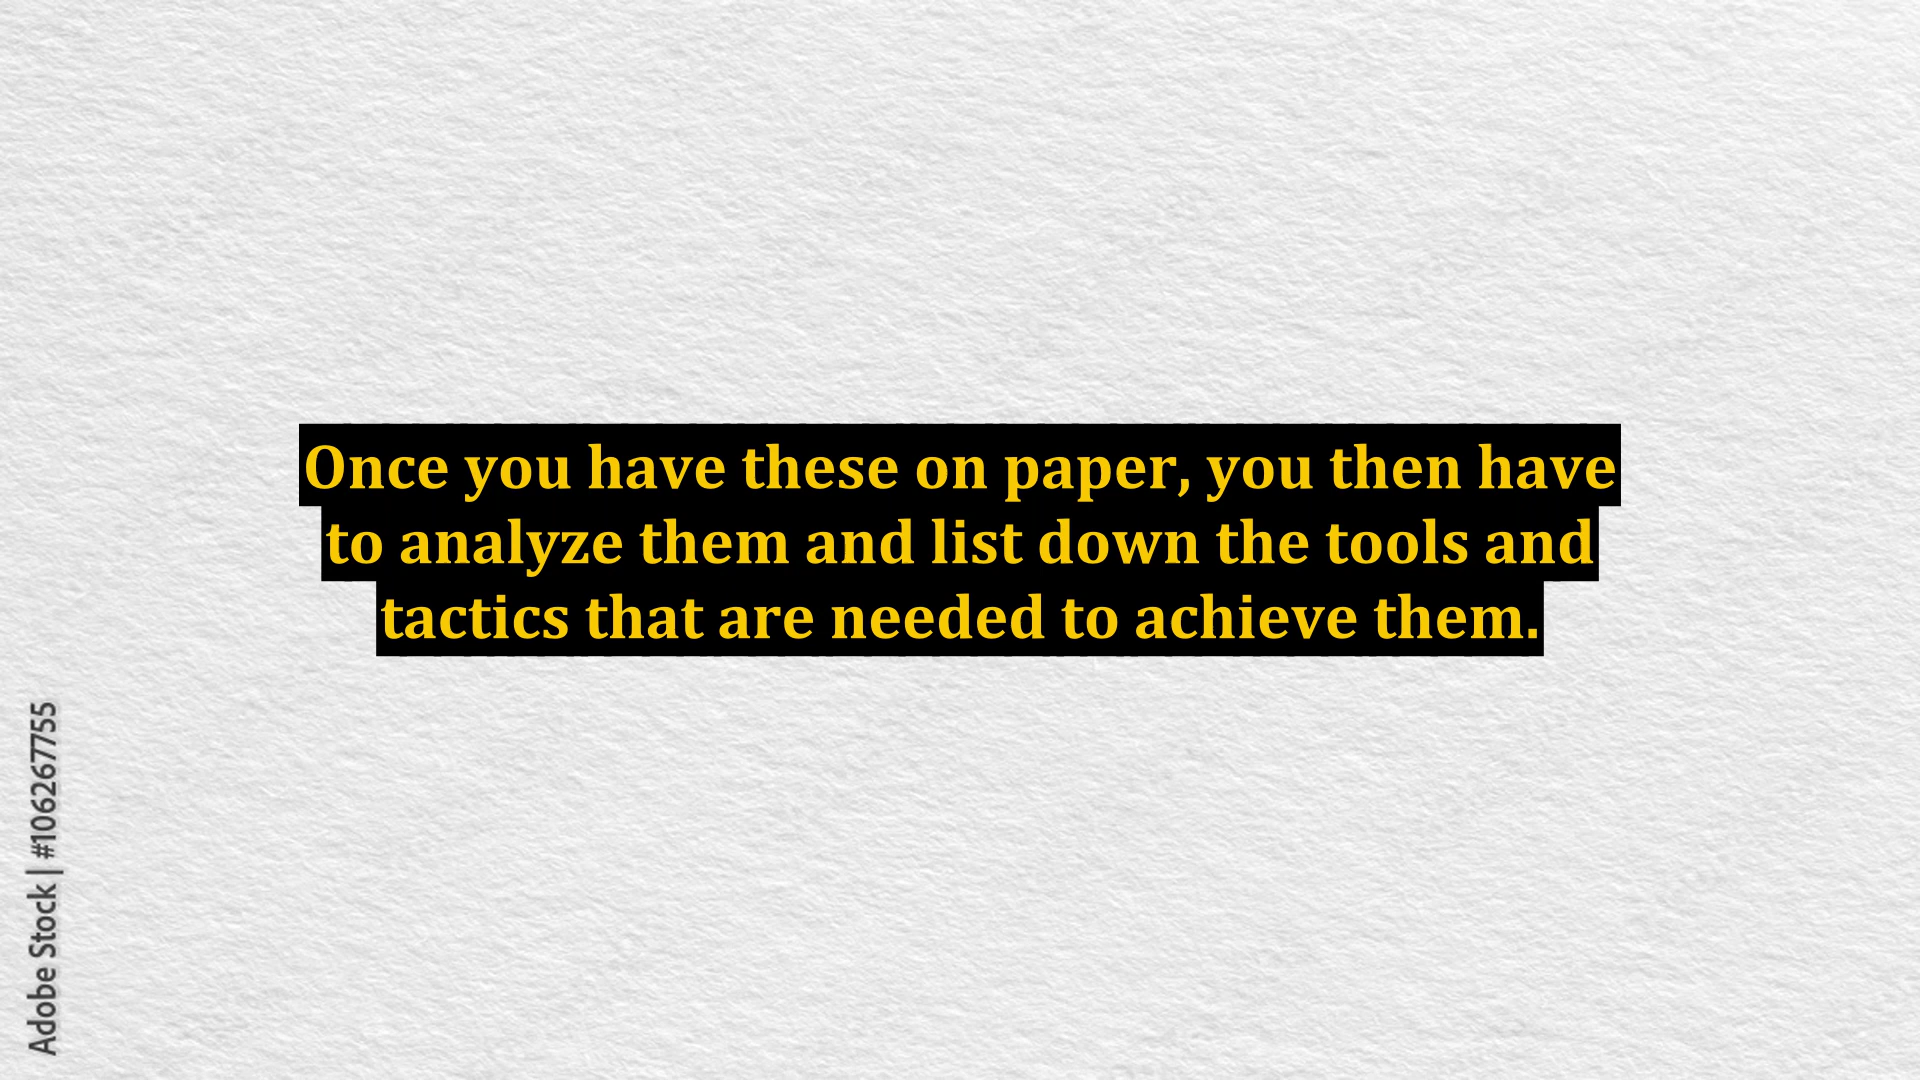 Once you have these on paper, you then have
to analyze them and list down the tools and
tactics that are needed to achieve them.
Adobe Stock | #106267755